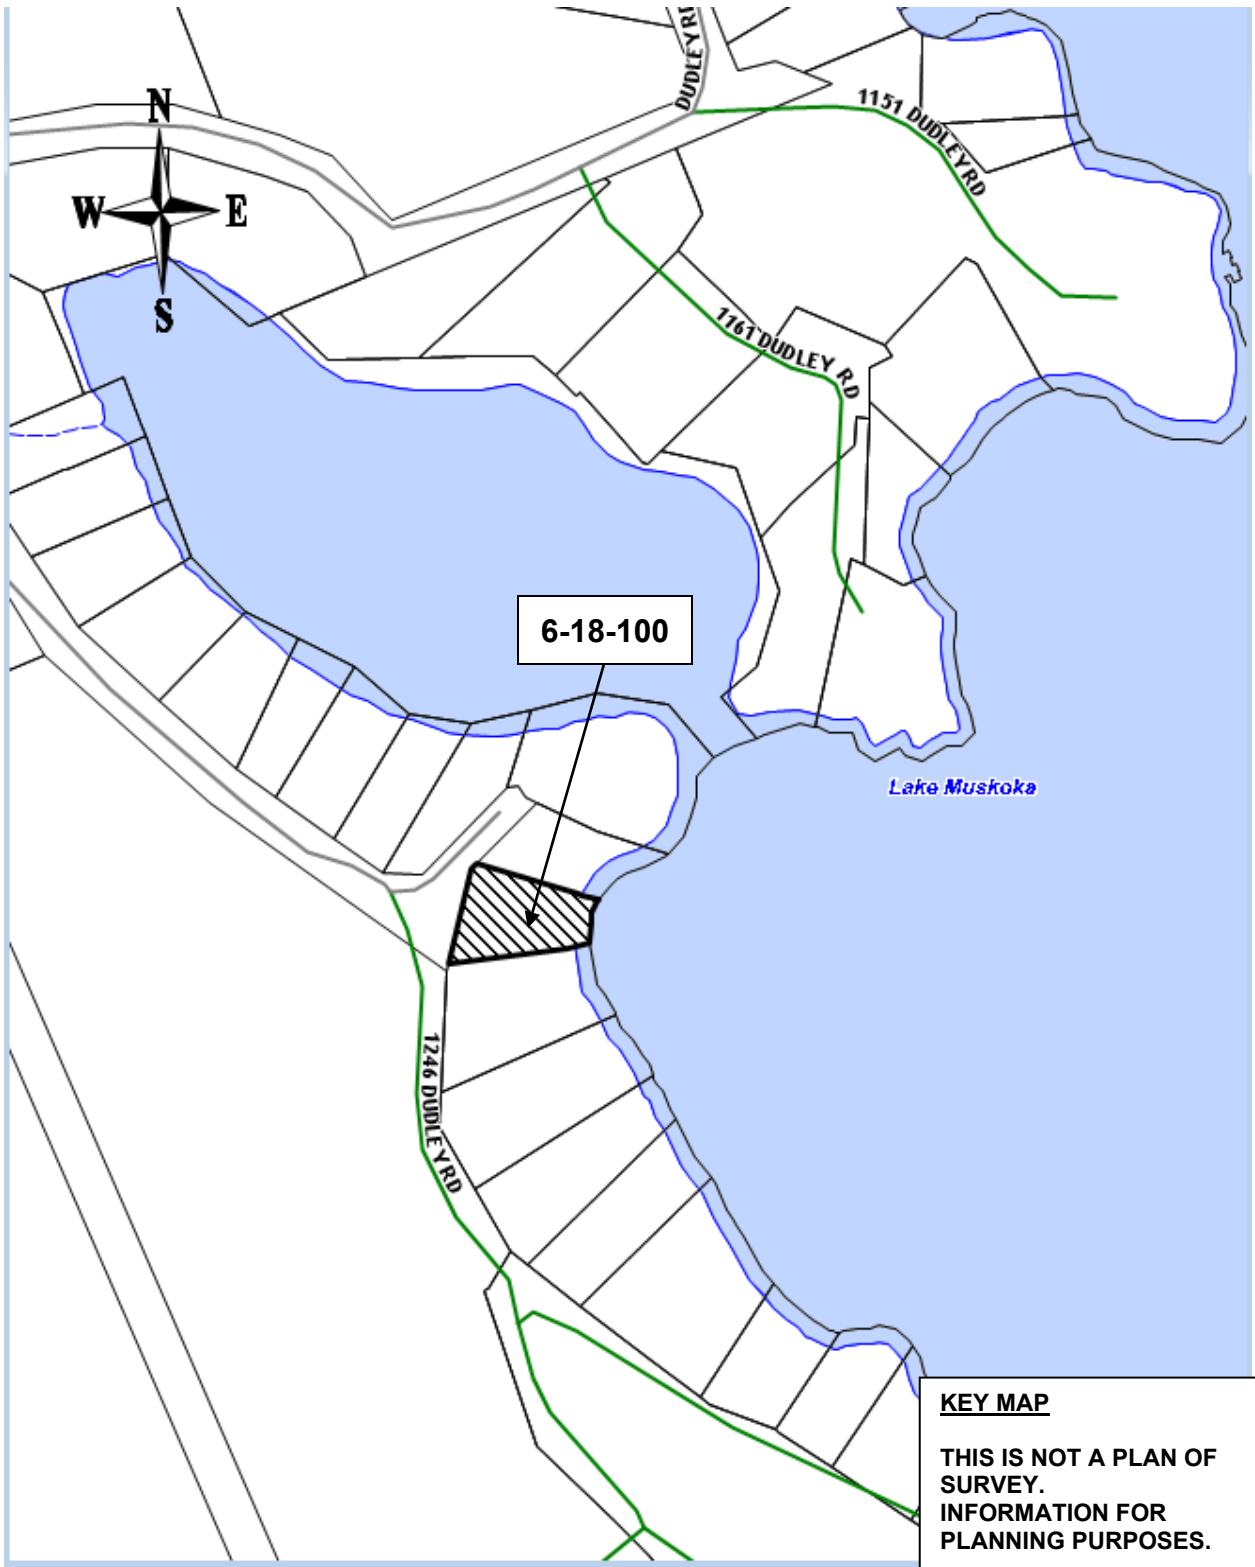 DUDLEY RD
1151 DUDLEY RD
N
W E
S
1161 DUDLEY RD
6-18-100
Lake Muskoka
1246 DUDLEY RD
KEY MAP
THIS IS NOT A PLAN OF
SURVEY.
INFORMATION FOR
PLANNING PURPOSES.